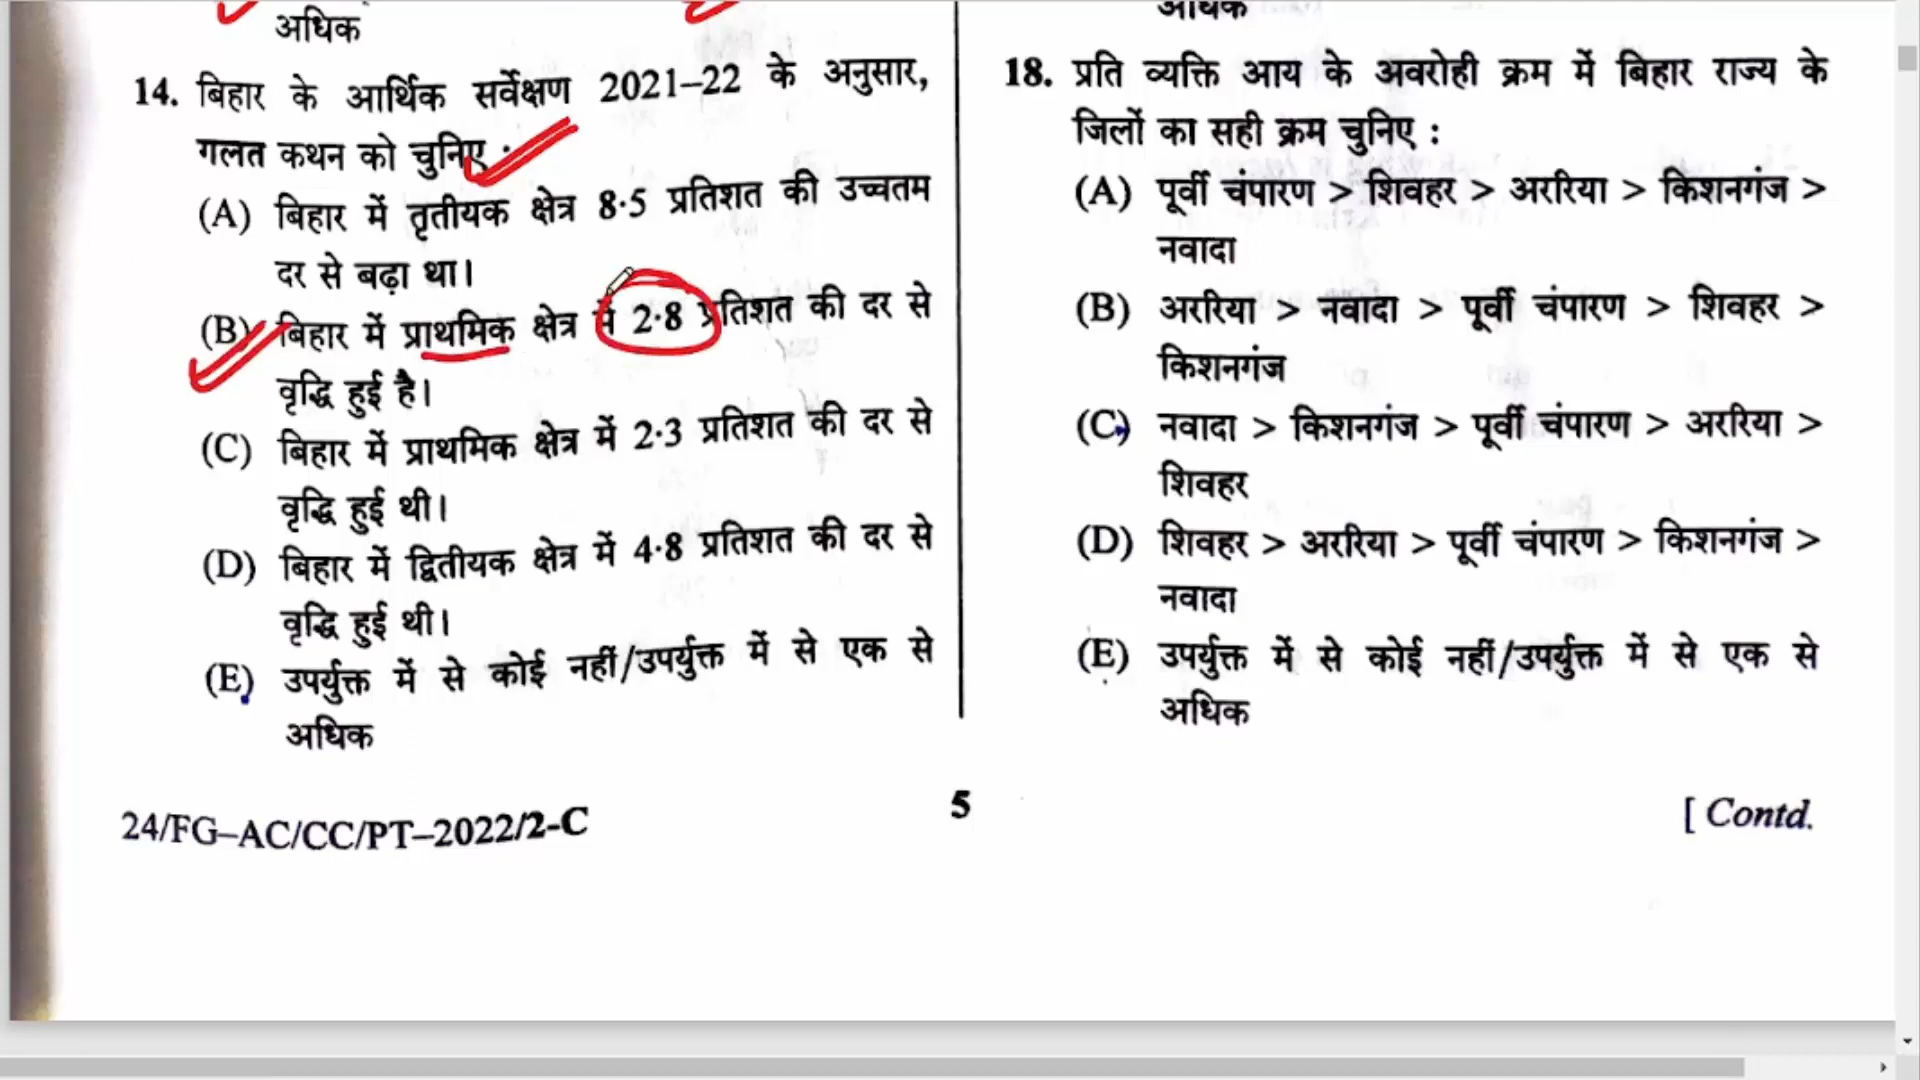 अधिक
14. बिहार के आर्थिक सर्वेक्षण 2021–22 के अनुसार,
गलत कथन को चुनिए :
(A) बिहार में तृतीयक क्षेत्र 8·5 प्रतिशत की उच्चतम
दर से बढ़ा था।
(B) बिहार में प्राथमिक क्षेत्र में 2·8 प्रतिशत की दर से
वृद्धि हुई है।
(C) बिहार में प्राथमिक क्षेत्र में 2·3 प्रतिशत की दर से
वृद्धि हुई थी।
(D) बिहार में द्वितीयक क्षेत्र में 4·8 प्रतिशत की दर से
वृद्धि हुई थी।
(E) उपर्युक्त में से कोई नहीं/उपर्युक्त में से एक से
अधिक
अधिक
18. प्रति व्यक्ति आय के अवरोही क्रम में बिहार राज्य के
जिलों का सही क्रम चुनिए :
(A) पूर्वी चंपारण > शिवहर > अररिया > किशनगंज >
नवादा
(B) अररिया > नवादा > पूर्वी चंपारण > शिवहर >
किशनगंज
(C) नवादा > किशनगंज > पूर्वी चंपारण > अररिया >
शिवहर
(D) शिवहर > अररिया > पूर्वी चंपारण > किशनगंज >
नवादा
(E) उपर्युक्त में से कोई नहीं/उपर्युक्त में से एक से
अधिक
24/FG–AC/CC/PT–2022/2-C
5
[ Contd.